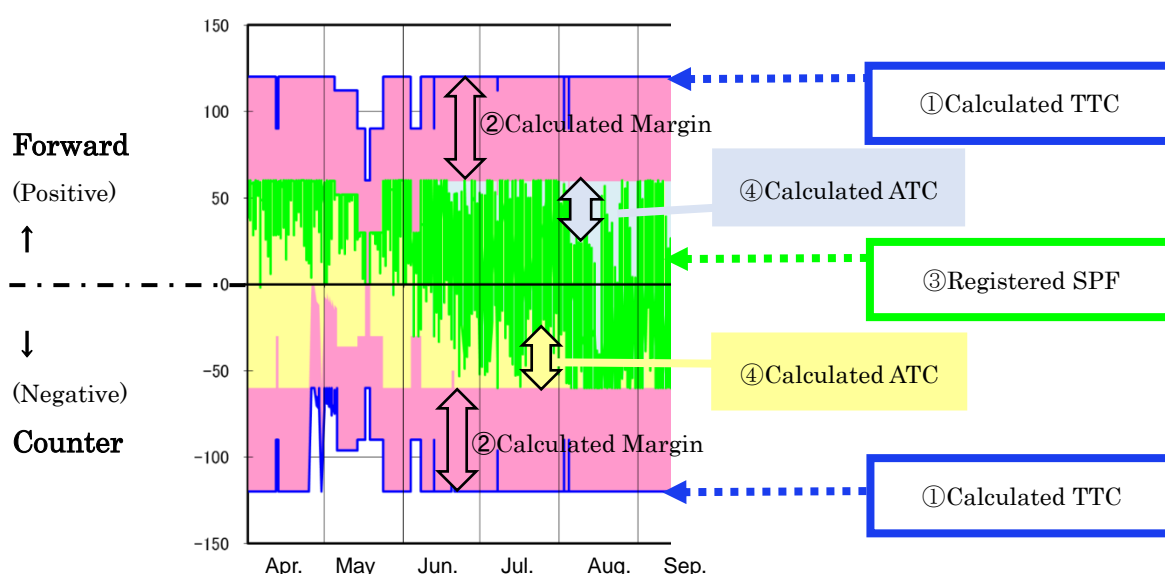 150
100
50
0
-50
-100
-150
Forward
(Positive)
↑
↓
(Negative)
Counter
②Calculated Margin
②Calculated Margin
①Calculated TTC
④Calculated ATC
③Registered SPF
④Calculated ATC
①Calculated TTC
Apr. May Jun. Jul. Aug. Sep.